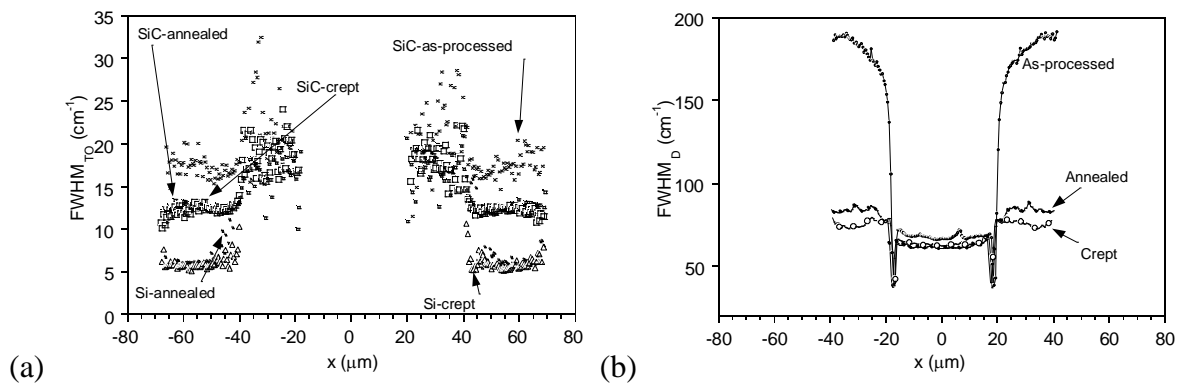 35
30
25
20
15
10
5
0
FWHM_TO (cm⁻¹)
SiC-annealed
SiC-as-processed
SiC-crept
Si-annealed
Si-crept
-80 -60 -40 -20 0 20 40 60 80
x (μm)
(a)
200
150
100
50
FWHM_D (cm⁻¹)
As-processed
Annealed
Crept
-80 -60 -40 -20 0 20 40 60 80
x (μm)
(b)